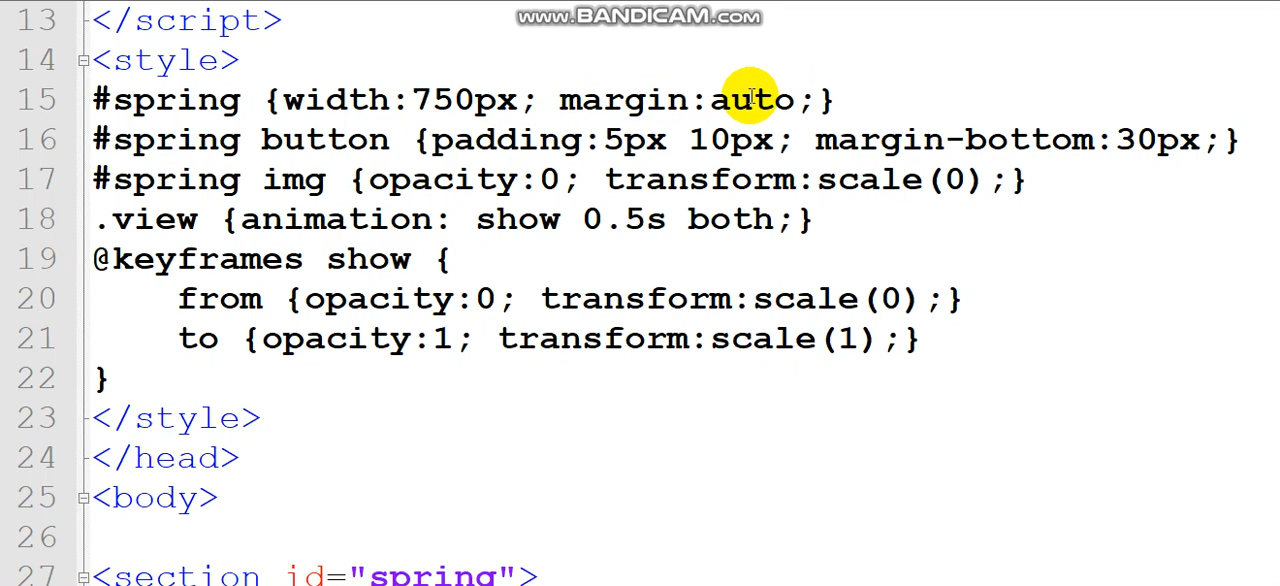 www.BANDICAM.com
13 </script>
14 <style>
15 #spring {width:750px; margin:auto;}
16 #spring button {padding:5px 10px; margin-bottom:30px;}
17 #spring img {opacity:0; transform:scale(0);}
18 .view {animation: show 0.5s both;}
19 @keyframes show {
20 from {opacity:0; transform:scale(0);}
21 to {opacity:1; transform:scale(1);}
22 }
23 </style>
24 </head>
25 <body>
26
27 <section id="spring">